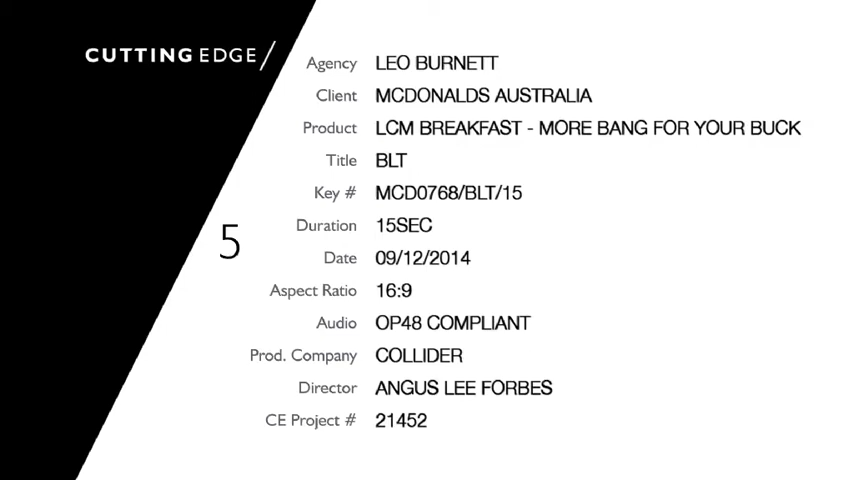 CUTTING EDGE/
Agency LEO BURNETT
Client MCDONALDS AUSTRALIA
Product LCM BREAKFAST - MORE BANG FOR YOUR BUCK
Title BLT
Key # MCD0768/BLT/15
5
Duration 15SEC
Date 09/12/2014
Aspect Ratio 16:9
Audio OP48 COMPLIANT
Prod. Company COLLIDER
Director ANGUS LEE FORBES
CE Project # 21452